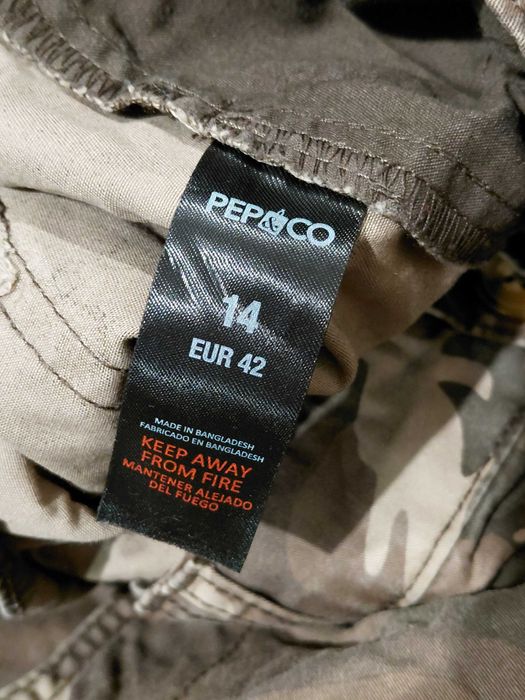 PEP&CO
14
EUR 42
MADE IN BANGLADESH
FABRICADO EN BANGLADESH
KEEP AWAY
FROM FIRE
MANTENER ALEJADO
DEL FUEGO